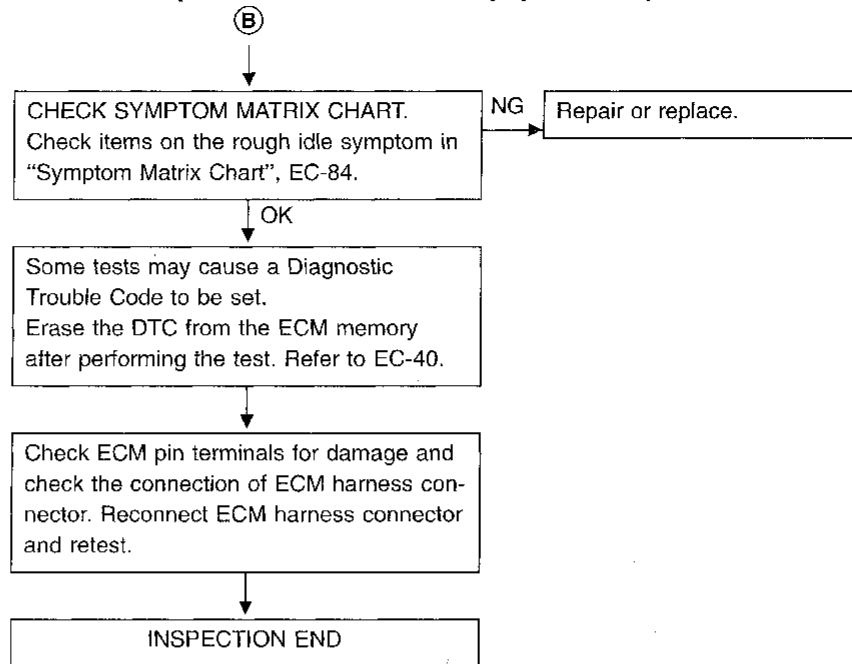 B
CHECK SYMPTOM MATRIX CHART.
Check items on the rough idle symptom in
"Symptom Matrix Chart", EC-84.
NG
Repair or replace.
OK
Some tests may cause a Diagnostic
Trouble Code to be set.
Erase the DTC from the ECM memory
after performing the test. Refer to EC-40.
Check ECM pin terminals for damage and
check the connection of ECM harness con-
nector. Reconnect ECM harness connector
and retest.
INSPECTION END